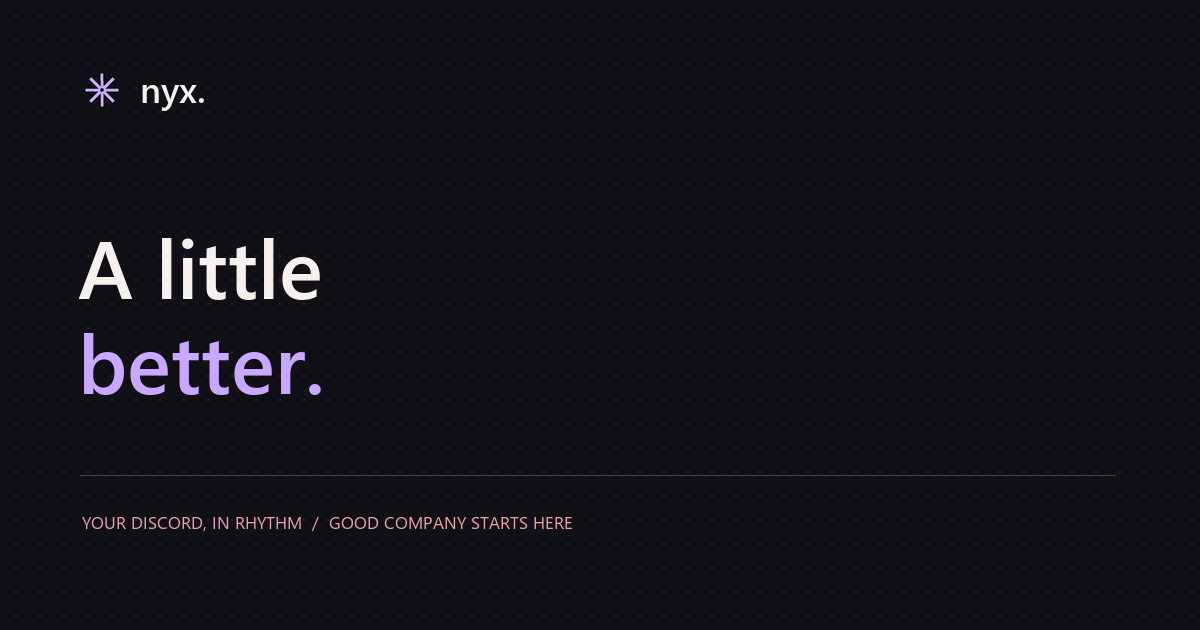 nyx.
A little
better.
YOUR DISCORD, IN RHYTHM / GOOD COMPANY STARTS HERE